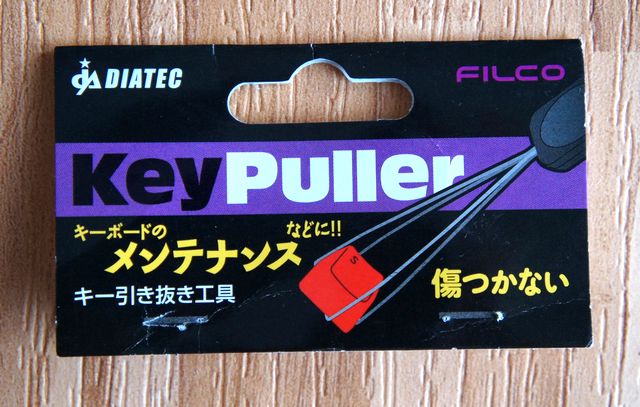 DIATEC
FILCO
KeyPuller
キーボードの
メンテナンス
などに!!
キー引き抜き工具
傷つかない
S